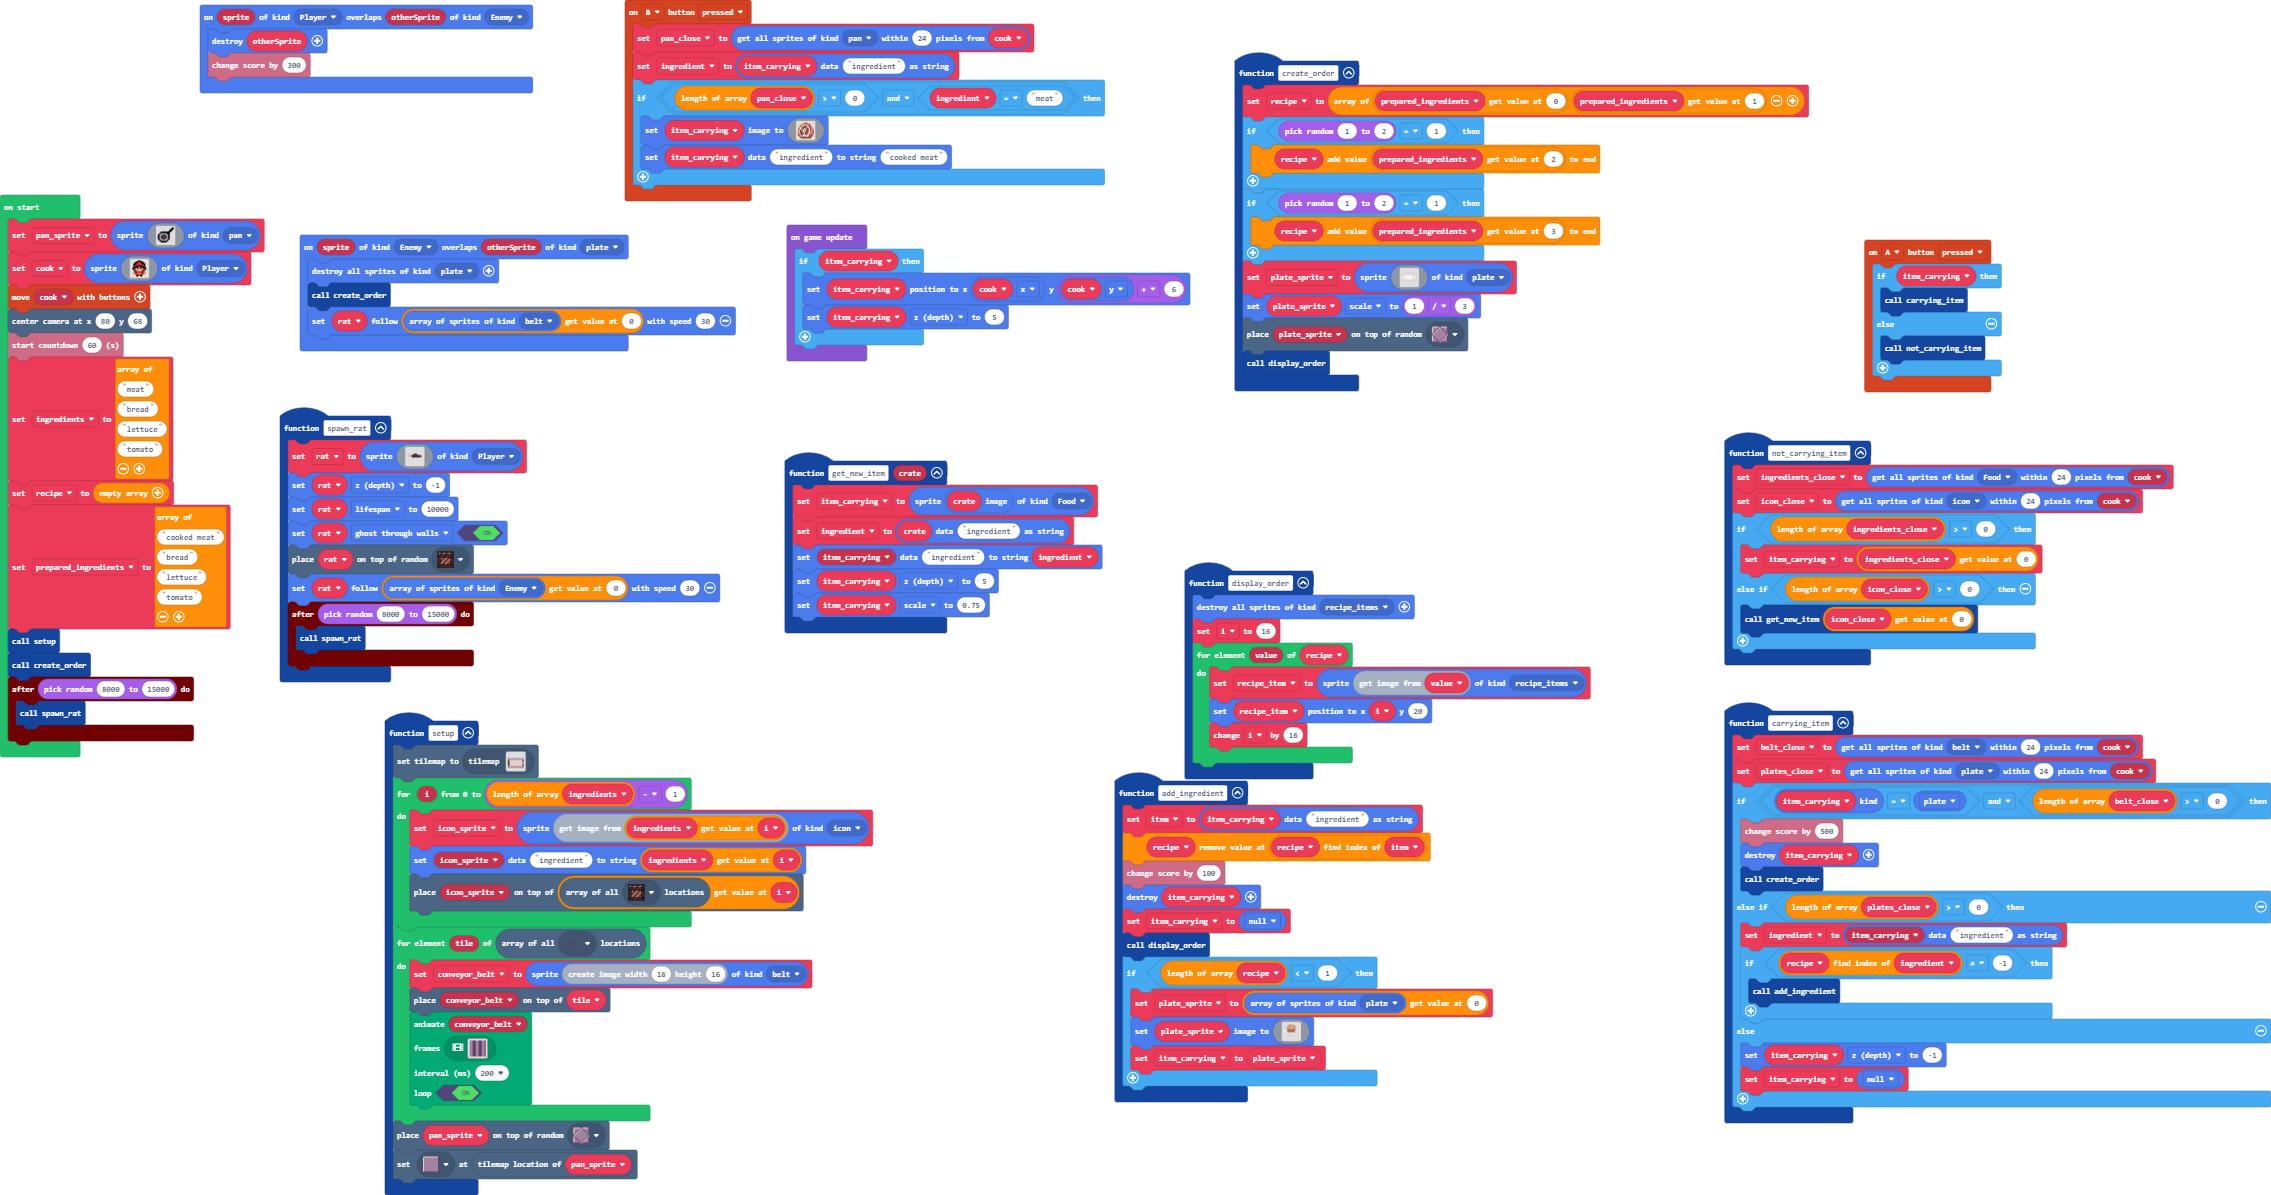 on sprite of kind Player overlaps otherSprite of kind Enemy
destroy otherSprite
change score by 300
on B button pressed
set pan_close to get all sprites of kind pan within 24 pixels from cook
set ingredient to item_carrying data "ingredient" as string
if length of array pan_close > 0 and ingredient = "meat" then
set item_carrying image to
set item_carrying data "ingredient" to string "cooked meat"
function create_order
set recipe to array of prepared_ingredients get value at 0 prepared_ingredients get value at 1
if pick random 1 to 2 = 1 then
recipe add value prepared_ingredients get value at 2 to end
if pick random 1 to 2 = 1 then
recipe add value prepared_ingredients get value at 3 to end
set plate_sprite to sprite of kind plate
set plate_sprite scale to 1 / 3
place plate_sprite on top of random
call display_order
on start
set pan_sprite to sprite of kind pan
set cook to sprite of kind Player
move cook with buttons
center camera at x 80 y 68
start countdown 60 (s)
set ingredients to array of
"meat"
"bread"
"lettuce"
"tomato"
set recipe to empty array
set prepared_ingredients to array of
"cooked meat"
"bread"
"lettuce"
"tomato"
call setup
call create_order
after pick random 8000 to 15000 do
call spawn_rat
on sprite of kind Enemy overlaps otherSprite of kind plate
destroy all sprites of kind plate
call create_order
set rat follow array of sprites of kind belt get value at 0 with speed 30
on game update
if item_carrying then
set item_carrying position to x cook x y cook y + 6
set item_carrying z (depth) to 5
on A button pressed
if item_carrying then
call carrying_item
else
call not_carrying_item
function spawn_rat
set rat to sprite of kind Player
set rat z (depth) to -1
set rat lifespan to 10000
set rat ghost through walls ON
place rat on top of random
set rat follow array of sprites of kind Enemy get value at 0 with speed 30
after pick random 8000 to 15000 do
call spawn_rat
function get_new_item crate
set item_carrying to sprite crate image of kind Food
set ingredient to crate data "ingredient" as string
set item_carrying data "ingredient" to string ingredient
set item_carrying z (depth) to 5
set item_carrying scale to 0.75
function not_carrying_item
set ingredients_close to get all sprites of kind Food within 24 pixels from cook
set icon_close to get all sprites of kind icon within 24 pixels from cook
if length of array ingredients_close > 0 then
set item_carrying to ingredients_close get value at 0
else if length of array icon_close > 0 then
call get_new_item icon_close get value at 0
function display_order
destroy all sprites of kind recipe_items
set i to 16
for element value of recipe
do
set recipe_item to sprite get image from value of kind recipe_items
set recipe_item position to x i y 20
change i by 16
function setup
set tilemap to tilemap
for i from 0 to length of array ingredients - 1
do
set icon_sprite to sprite get image from ingredients get value at i of kind icon
set icon_sprite data "ingredient" to string ingredients get value at i
place icon_sprite on top of array of all locations get value at i
for element tile of array of all locations
do
set conveyor_belt to sprite create image width 16 height 16 of kind belt
place conveyor_belt on top of tile
animate conveyor_belt
frames
interval (ms) 200
loop ON
place pan_sprite on top of random
set at tilemap location of pan_sprite
function add_ingredient
set item to item_carrying data "ingredient" as string
recipe remove value at recipe find index of item
change score by 100
destroy item_carrying
set item_carrying to null
call display_order
if length of array recipe < 1 then
set plate_sprite to array of sprites of kind plate get value at 0
set plate_sprite image to
set item_carrying to plate_sprite
function carrying_item
set belt_close to get all sprites of kind belt within 24 pixels from cook
set plates_close to get all sprites of kind plate within 24 pixels from cook
if item_carrying kind = plate and length of array belt_close > 0 then
change score by 500
destroy item_carrying
call create_order
else if length of array plates_close > 0 then
set ingredient to item_carrying data "ingredient" as string
if recipe find index of ingredient ≠ -1 then
call add_ingredient
else
set item_carrying z (depth) to -1
set item_carrying to null